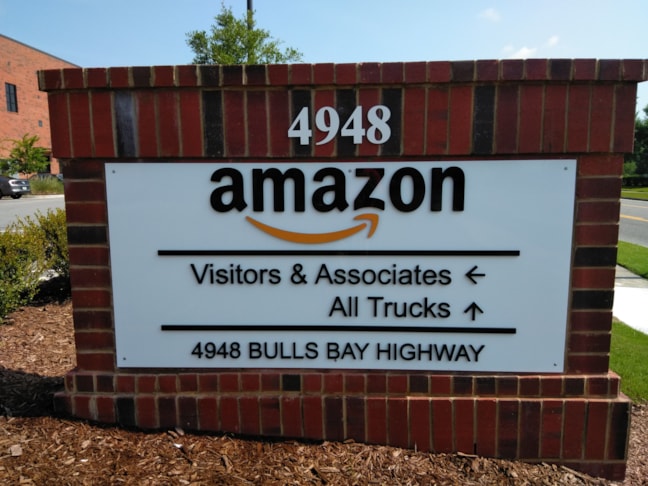 4948
amazon
Visitors & Associates ←
All Trucks ↑
4948 BULLS BAY HIGHWAY